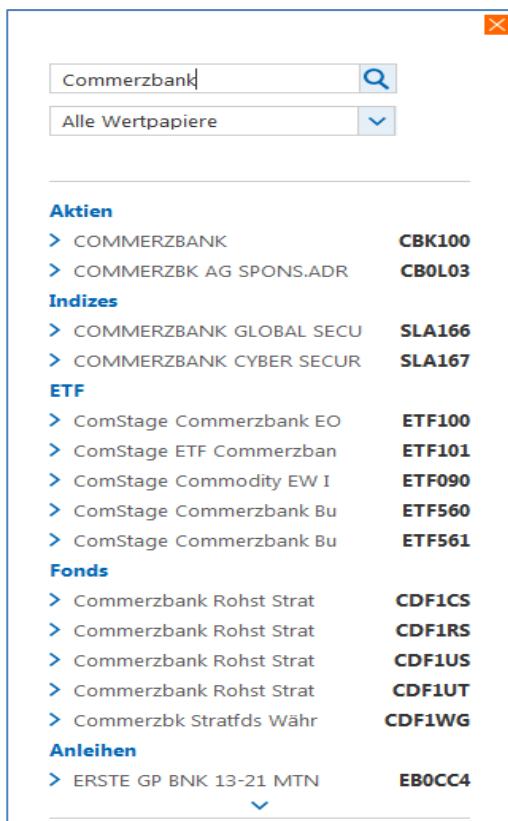 Commerzbank
Alle Wertpapiere
Aktien
COMMERZBANK CBK100
COMMERZBK AG SPONS.ADR CB0L03
Indizes
COMMERZBANK GLOBAL SECU SLA166
COMMERZBANK CYBER SECUR SLA167
ETF
ComStage Commerzbank EO ETF100
ComStage ETF Commerzban ETF101
ComStage Commodity EW I ETF090
ComStage Commerzbank Bu ETF560
ComStage Commerzbank Bu ETF561
Fonds
Commerzbank Rohst Strat CDF1CS
Commerzbank Rohst Strat CDF1RS
Commerzbank Rohst Strat CDF1US
Commerzbank Rohst Strat CDF1UT
Commerzbk Stratfds Währ CDF1WG
Anleihen
ERSTE GP BNK 13-21 MTN EB0CC4